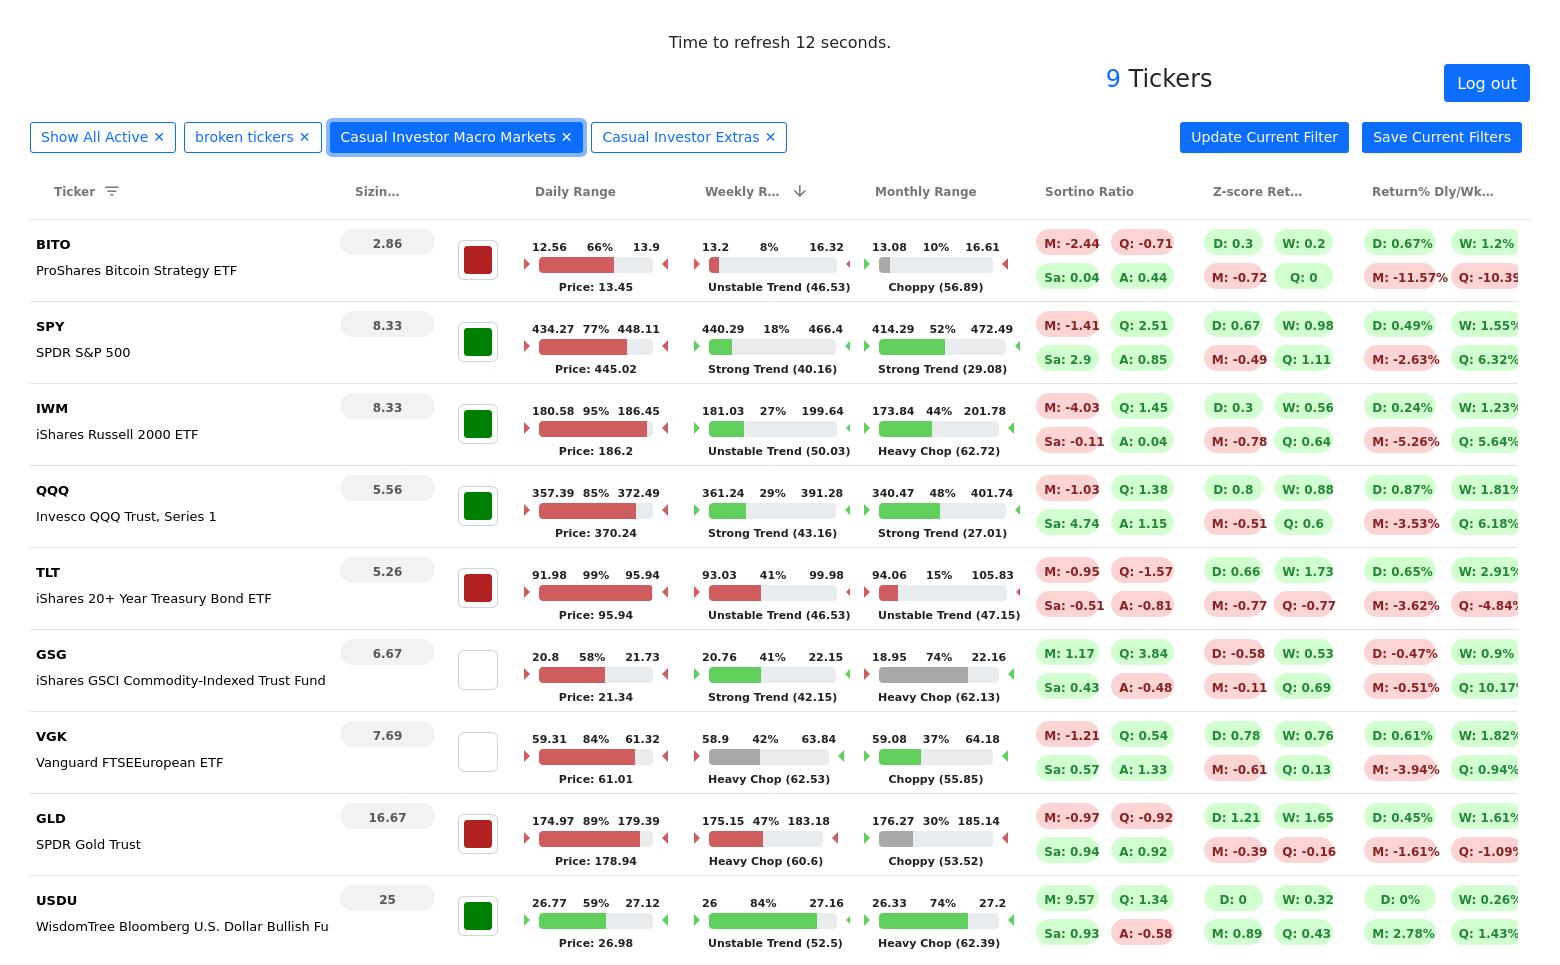 Time to refresh 12 seconds.
9 Tickers
Log out
Show All Active ✕ broken tickers ✕ Casual Investor Macro Markets ✕ Casual Investor Extras ✕ Update Current Filter Save Current Filters
Ticker Sizin... Daily Range Weekly R... Monthly Range Sortino Ratio Z-score Ret... Return% Dly/Wk...
BITO 2.86 12.56 66% 13.9 13.2 8% 16.32 13.08 10% 16.61 M: -2.44 Q: -0.71 D: 0.3 W: 0.2 D: 0.67% W: 1.2%
ProShares Bitcoin Strategy ETF Price: 13.45 Unstable Trend (46.53) Choppy (56.89) Sa: 0.04 A: 0.44 M: -0.72 Q: 0 M: -11.57% Q: -10.39
SPY 8.33 434.27 77% 448.11 440.29 18% 466.4 414.29 52% 472.49 M: -1.41 Q: 2.51 D: 0.67 W: 0.98 D: 0.49% W: 1.55%
SPDR S&P 500 Price: 445.02 Strong Trend (40.16) Strong Trend (29.08) Sa: 2.9 A: 0.85 M: -0.49 Q: 1.11 M: -2.63% Q: 6.32%
IWM 8.33 180.58 95% 186.45 181.03 27% 199.64 173.84 44% 201.78 M: -4.03 Q: 1.45 D: 0.3 W: 0.56 D: 0.24% W: 1.23%
iShares Russell 2000 ETF Price: 186.2 Unstable Trend (50.03) Heavy Chop (62.72) Sa: -0.11 A: 0.04 M: -0.78 Q: 0.64 M: -5.26% Q: 5.64%
QQQ 5.56 357.39 85% 372.49 361.24 29% 391.28 340.47 48% 401.74 M: -1.03 Q: 1.38 D: 0.8 W: 0.88 D: 0.87% W: 1.81%
Invesco QQQ Trust, Series 1 Price: 370.24 Strong Trend (43.16) Strong Trend (27.01) Sa: 4.74 A: 1.15 M: -0.51 Q: 0.6 M: -3.53% Q: 6.18%
TLT 5.26 91.98 99% 95.94 93.03 41% 99.98 94.06 15% 105.83 M: -0.95 Q: -1.57 D: 0.66 W: 1.73 D: 0.65% W: 2.91%
iShares 20+ Year Treasury Bond ETF Price: 95.94 Unstable Trend (46.53) Unstable Trend (47.15) Sa: -0.51 A: -0.81 M: -0.77 Q: -0.77 M: -3.62% Q: -4.84%
GSG 6.67 20.8 58% 21.73 20.76 41% 22.15 18.95 74% 22.16 M: 1.17 Q: 3.84 D: -0.58 W: 0.53 D: -0.47% W: 0.9%
iShares GSCI Commodity-Indexed Trust Fund Price: 21.34 Strong Trend (42.15) Heavy Chop (62.13) Sa: 0.43 A: -0.48 M: -0.11 Q: 0.69 M: -0.51% Q: 10.17%
VGK 7.69 59.31 84% 61.32 58.9 42% 63.84 59.08 37% 64.18 M: -1.21 Q: 0.54 D: 0.78 W: 0.76 D: 0.61% W: 1.82%
Vanguard FTSEEuropean ETF Price: 61.01 Heavy Chop (62.53) Choppy (55.85) Sa: 0.57 A: 1.33 M: -0.61 Q: 0.13 M: -3.94% Q: 0.94%
GLD 16.67 174.97 89% 179.39 175.15 47% 183.18 176.27 30% 185.14 M: -0.97 Q: -0.92 D: 1.21 W: 1.65 D: 0.45% W: 1.61%
SPDR Gold Trust Price: 178.94 Heavy Chop (60.6) Choppy (53.52) Sa: 0.94 A: 0.92 M: -0.39 Q: -0.16 M: -1.61% Q: -1.09%
USDU 25 26.77 59% 27.12 26 84% 27.16 26.33 74% 27.2 M: 9.57 Q: 1.34 D: 0 W: 0.32 D: 0% W: 0.26%
WisdomTree Bloomberg U.S. Dollar Bullish Fu Price: 26.98 Unstable Trend (52.5) Heavy Chop (62.39) Sa: 0.93 A: -0.58 M: 0.89 Q: 0.43 M: 2.78% Q: 1.43%